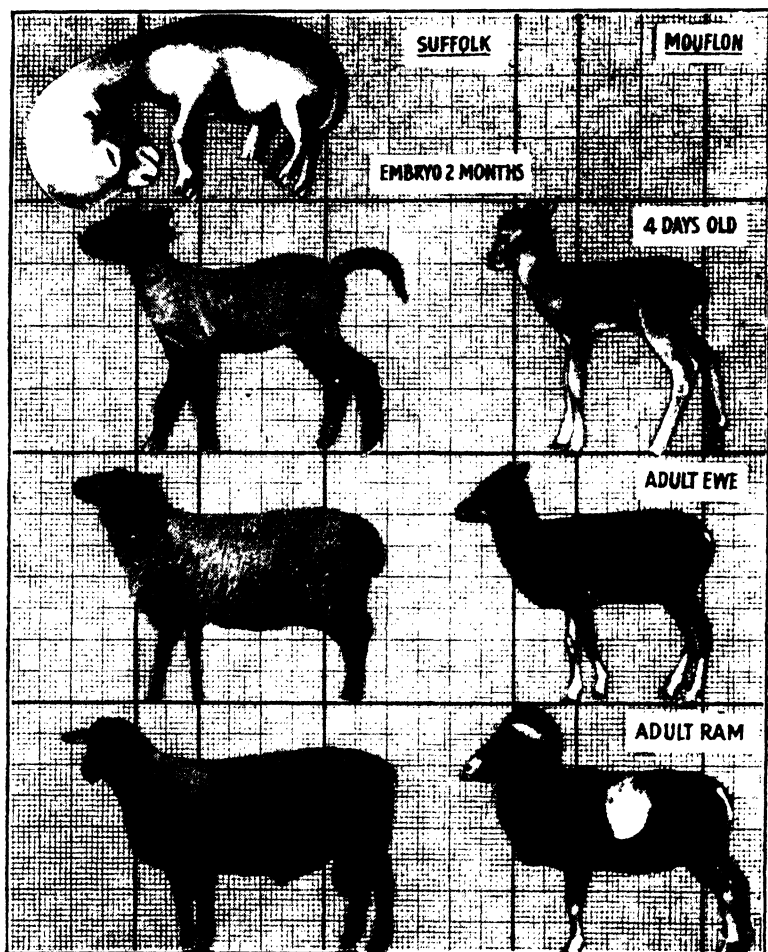 SUFFOLK
MOUFLON
EMBRYO 2 MONTHS
4 DAYS OLD
ADULT EWE
ADULT RAM